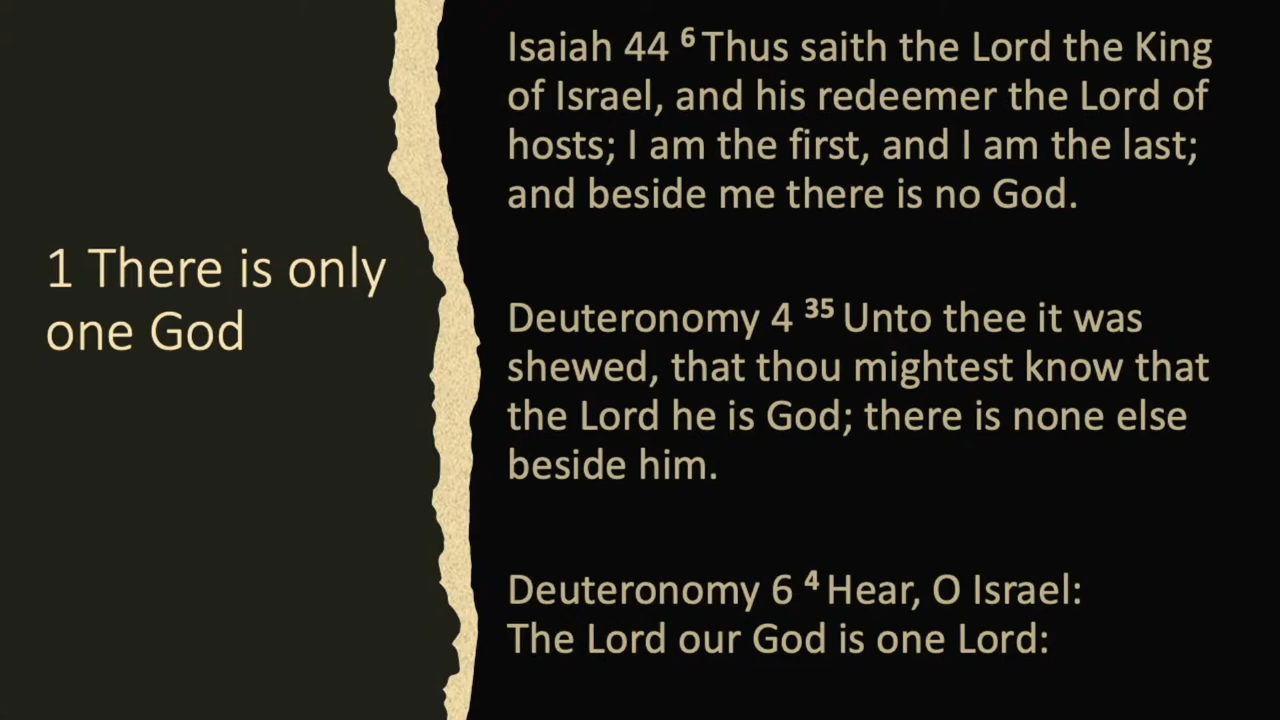 1 There is only
one God
Isaiah 44 ⁶ Thus saith the Lord the King
of Israel, and his redeemer the Lord of
hosts; I am the first, and I am the last;
and beside me there is no God.
Deuteronomy 4 ³⁵ Unto thee it was
shewed, that thou mightest know that
the Lord he is God; there is none else
beside him.
Deuteronomy 6 ⁴ Hear, O Israel:
The Lord our God is one Lord: